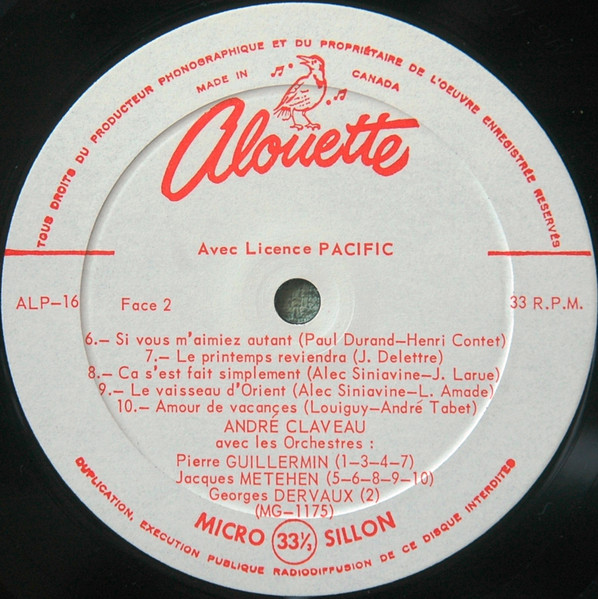 TOUS DROITS DU PRODUCTEUR PHONOGRAPHIQUE ET DU PROPRIÉTAIRE DE L'OEUVRE ENREGISTRÉE RESERVÉS
MADE IN CANADA
Alouette
Avec Licence PACIFIC
ALP-16 Face 2 33 R.P.M.
6.— Si vous m'aimiez autant (Paul Durand—Henri Contet)
7.— Le printemps reviendra (J. Delettre)
8.— Ca s'est fait simplement (Alec Siniavine—J. Larue)
9.— Le vaisseau d'Orient (Alec Siniavine—L. Amade)
10.— Amour de vacances (Louiguy—André Tabet)
ANDRÉ CLAVEAU
avec les Orchestres :
Pierre GUILLERMIN (1—3—4—7)
Jacques METEHEN (5—6—8—9—10)
Georges DERVAUX (2)
(MG—1175)
MICRO 33⅓ SILLON
DUPLICATION, EXECUTION PUBLIQUE RADIODIFFUSION DE CE DISQUE INTERDITES